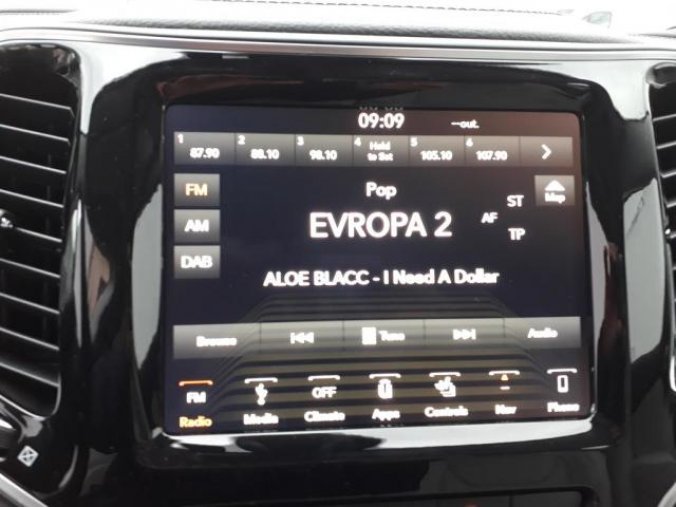 09:09 --out.
1 87.90 2 88.10 3 98.10 4 Hold to Set 5 105.10 6 107.90
FM Pop Map
ST
AM EVROPA 2 AF
TP
DAB
ALOE BLACC - I Need A Dollar
Browse Tune Audio
FM OFF
Radio Media Climate Apps Controls Nav Phone